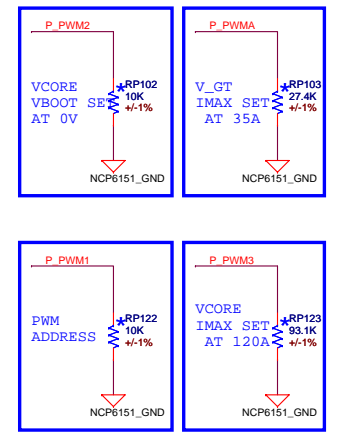 P_PWM2
VCORE
VBOOT SET
AT 0V
*RP102
10K
+/-1%
NCP6151_GND
P_PWMA
V_GT
IMAX SET
AT 35A
*RP103
27.4K
+/-1%
NCP6151_GND
P_PWM1
PWM
ADDRESS
*RP122
10K
+/-1%
NCP6151_GND
P_PWM3
VCORE
IMAX SET
AT 120A
*RP123
93.1K
+/-1%
NCP6151_GND